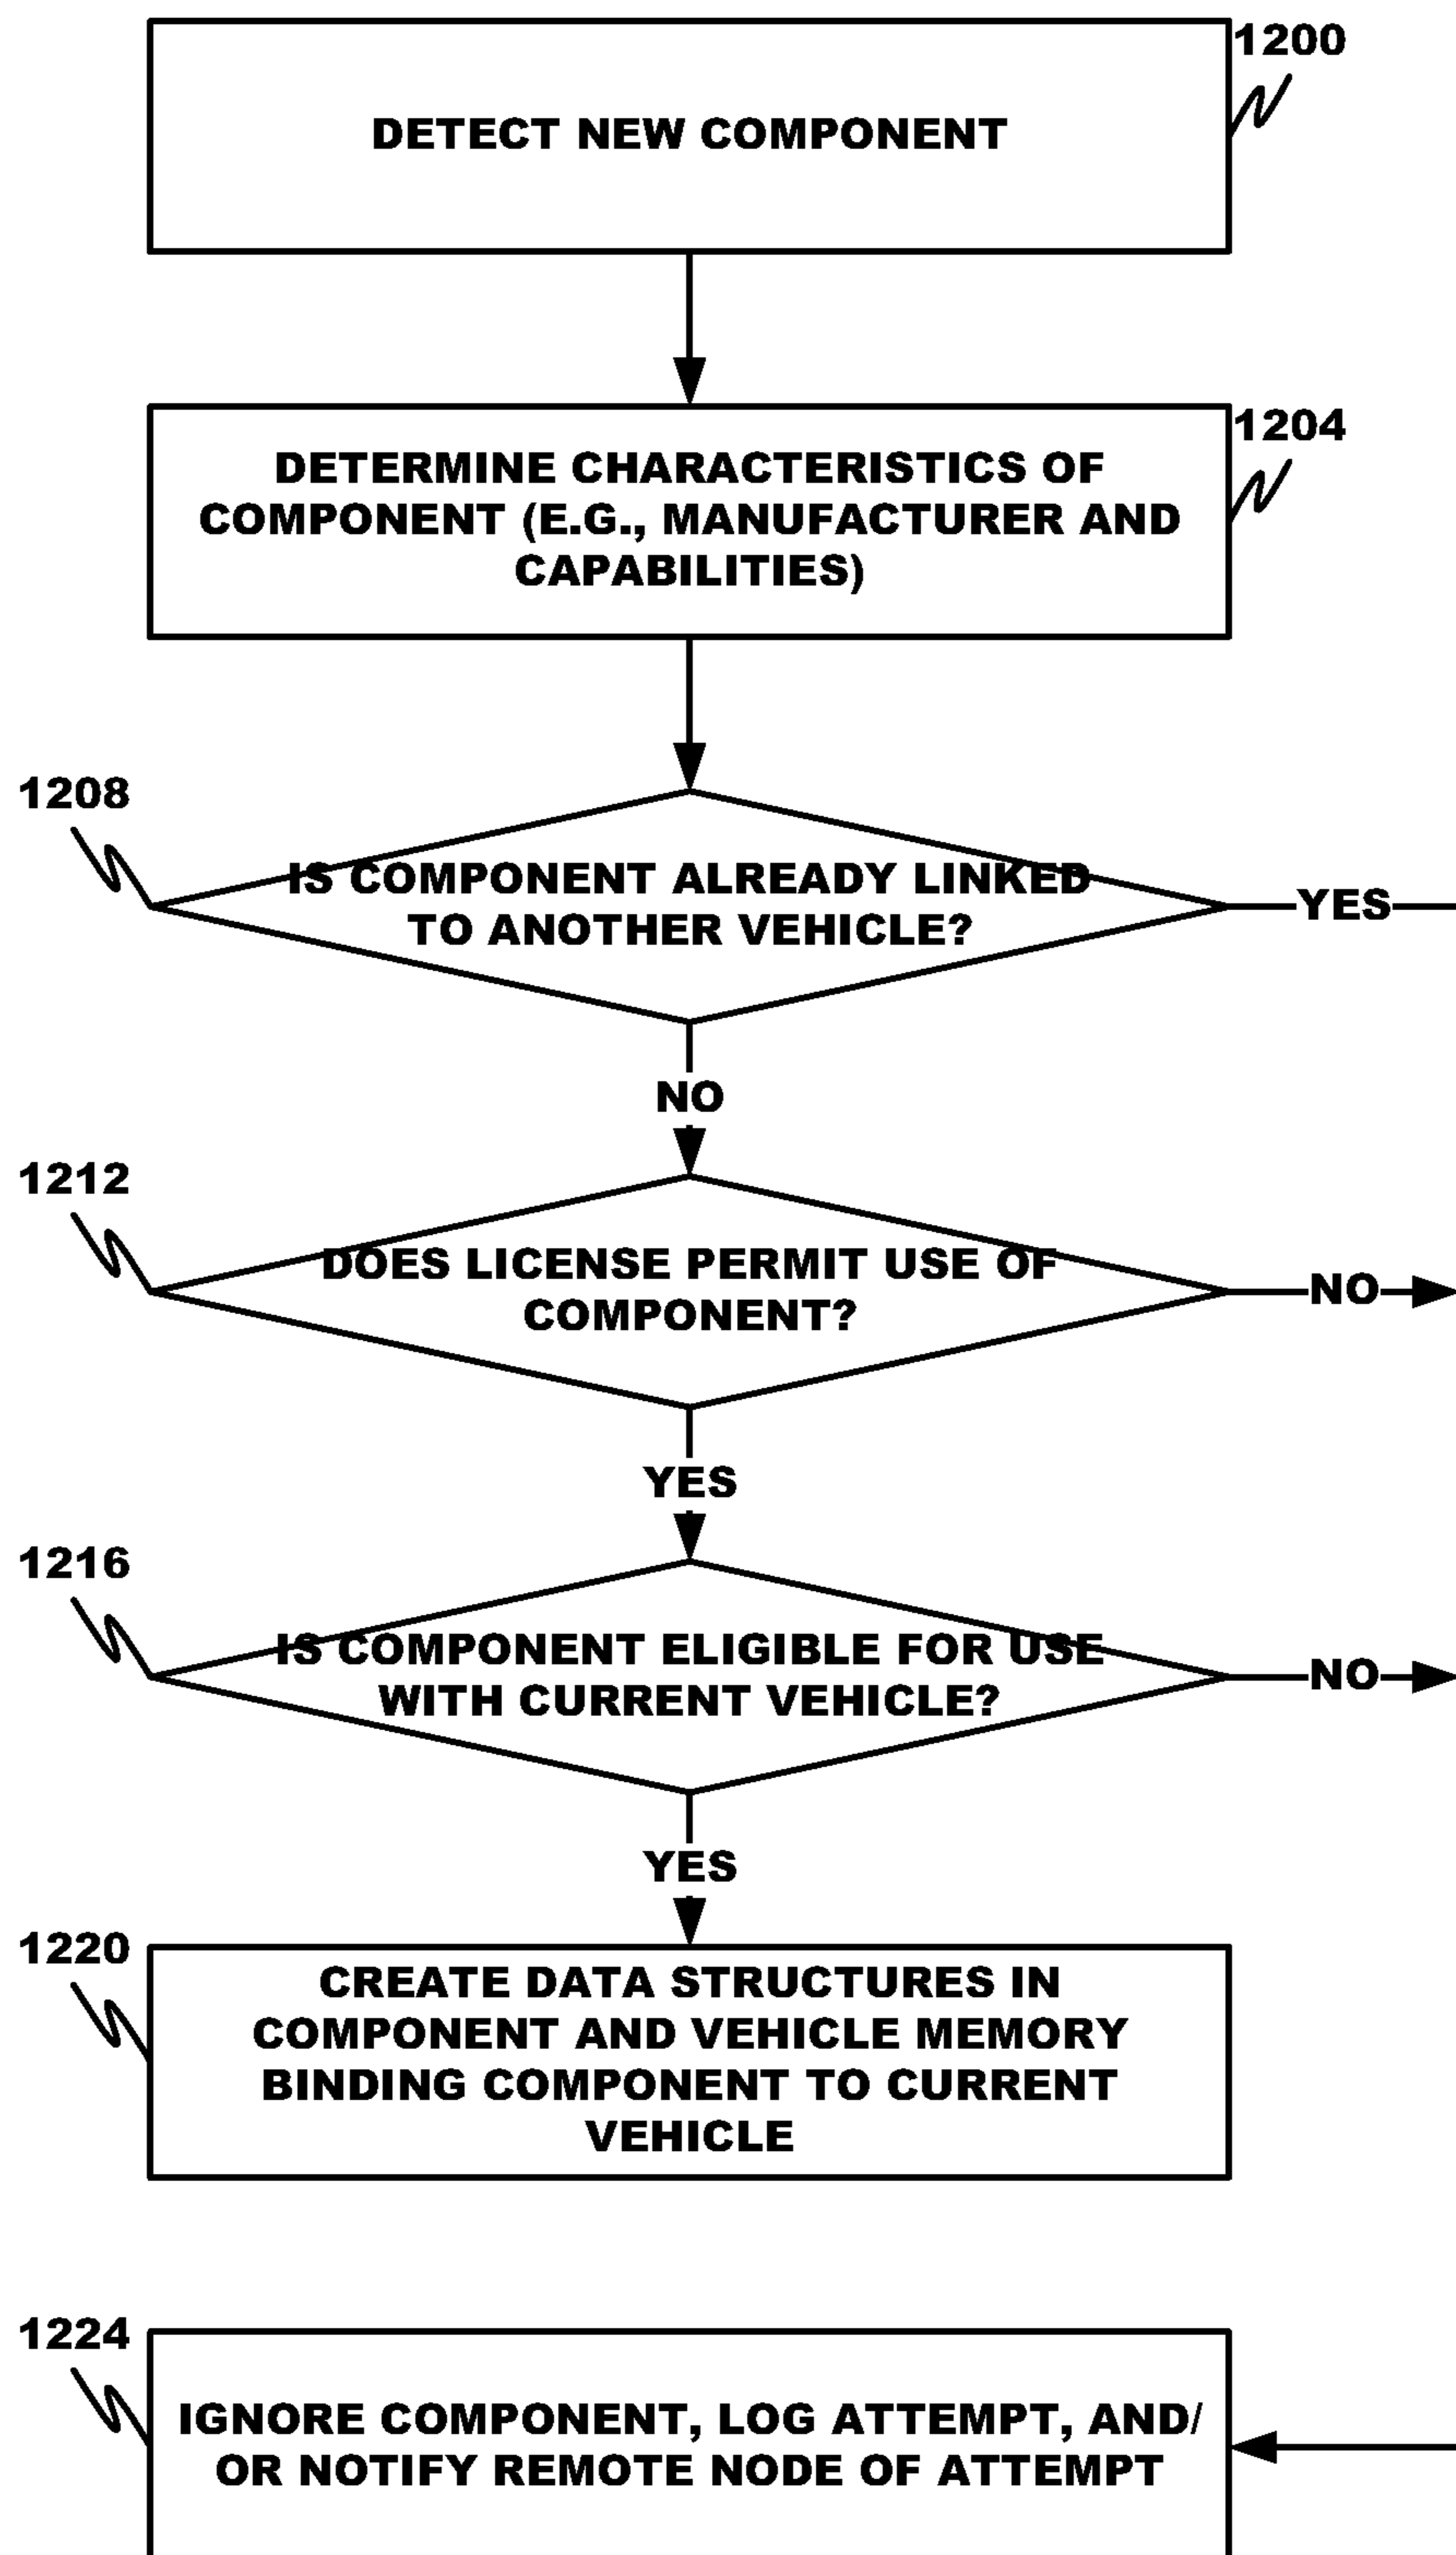 1200
DETECT NEW COMPONENT
1204
DETERMINE CHARACTERISTICS OF
COMPONENT (E.G., MANUFACTURER AND
CAPABILITIES)
1208
IS COMPONENT ALREADY LINKED
TO ANOTHER VEHICLE?
YES
NO
1212
DOES LICENSE PERMIT USE OF
COMPONENT?
NO
YES
1216
IS COMPONENT ELIGIBLE FOR USE
WITH CURRENT VEHICLE?
NO
YES
1220
CREATE DATA STRUCTURES IN
COMPONENT AND VEHICLE MEMORY
BINDING COMPONENT TO CURRENT
VEHICLE
1224
IGNORE COMPONENT, LOG ATTEMPT, AND/
OR NOTIFY REMOTE NODE OF ATTEMPT